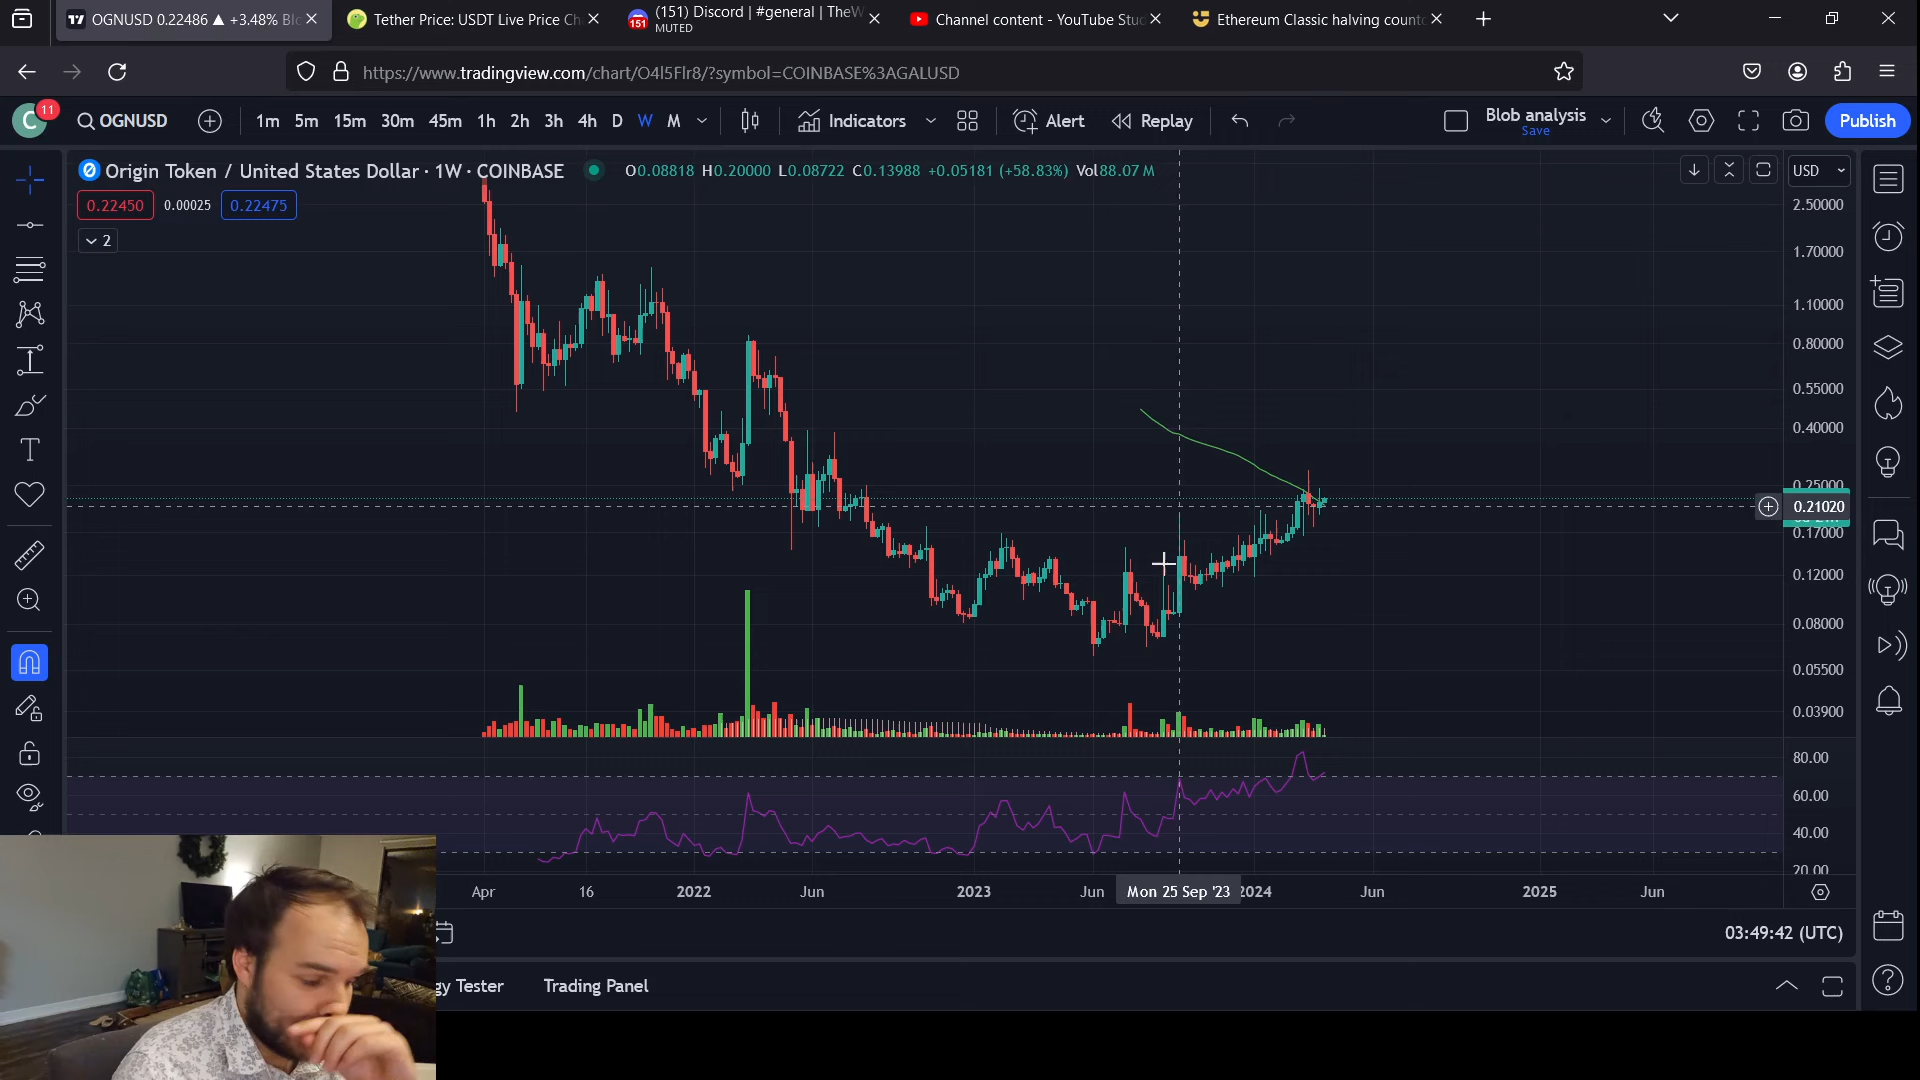 OGNUSD 0.22486 ▲ +3.48% Bl
Tether Price: USDT Live Price Ch
(151) Discord | #general | TheW
MUTED
151
Channel content - YouTube Stud
Ethereum Classic halving count
https://www.tradingview.com/chart/O4l5Flr8/?symbol=COINBASE%3AGALUSD
C
11
OGNUSD
1m 5m 15m 30m 45m 1h 2h 3h 4h D W M
Indicators
Alert
Replay
Blob analysis
Save
Publish
Origin Token / United States Dollar · 1W · COINBASE
O0.08818 H0.20000 L0.08722 C0.13988 +0.05181 (+58.83%) Vol88.07 M
0.22450 0.00025 0.22475
2
USD
2.50000
1.70000
1.10000
0.80000
0.55000
0.40000
0.25000
0.21020
0.17000
0.12000
0.08000
0.05500
0.03900
80.00
60.00
40.00
20.00
Apr 16 2022 Jun 2023 Jun Mon 25 Sep '23 2024 Jun 2025 Jun
03:49:42 (UTC)
gy Tester
Trading Panel